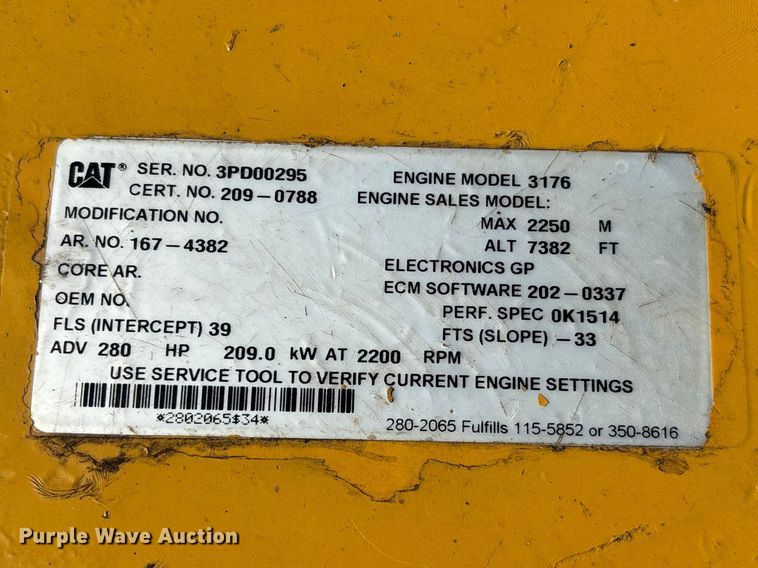 CAT® SER. NO. 3PD00295 ENGINE MODEL 3176
CERT. NO. 209-0788 ENGINE SALES MODEL:
MODIFICATION NO. MAX 2250 M
AR. NO. 167-4382 ALT 7382 FT
CORE AR. ELECTRONICS GP
OEM NO. ECM SOFTWARE 202-0337
PERF. SPEC 0K1514
FLS (INTERCEPT) 39 FTS (SLOPE) -33
ADV 280 HP 209.0 kW AT 2200 RPM
USE SERVICE TOOL TO VERIFY CURRENT ENGINE SETTINGS
*2802065$34*
280-2065 Fulfills 115-5852 or 350-8616
Purple Wave Auction